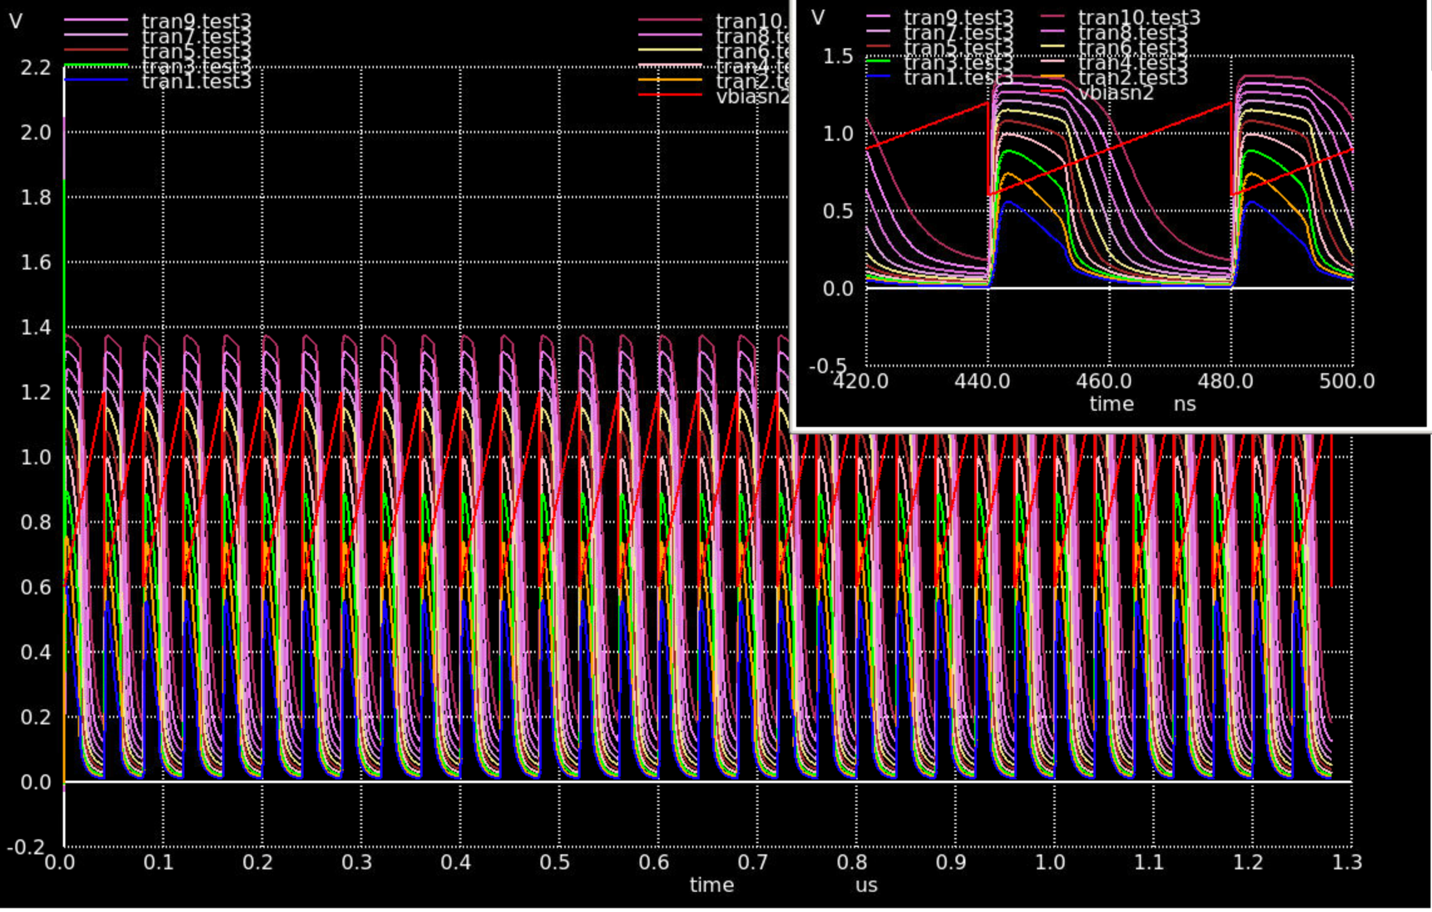 V
tran9.test3 tran10.
tran7.test3 tran8.te
tran5.test3 tran6.te
tran3.test3 tran4.te
tran1.test3 tran2.te
vbiasn2
2.2
2.0
1.8
1.6
1.4
1.2
1.0
0.8
0.6
0.4
0.2
0.0
-0.2
0.0 0.1 0.2 0.3 0.4 0.5 0.6 0.7 0.8 0.9 1.0 1.1 1.2 1.3
time us
V
tran9.test3 tran10.test3
tran7.test3 tran8.test3
tran5.test3 tran6.test3
tran3.test3 tran4.test3
tran1.test3 tran2.test3
vbiasn2
1.5
1.0
0.5
0.0
-0.5
420.0 440.0 460.0 480.0 500.0
time ns